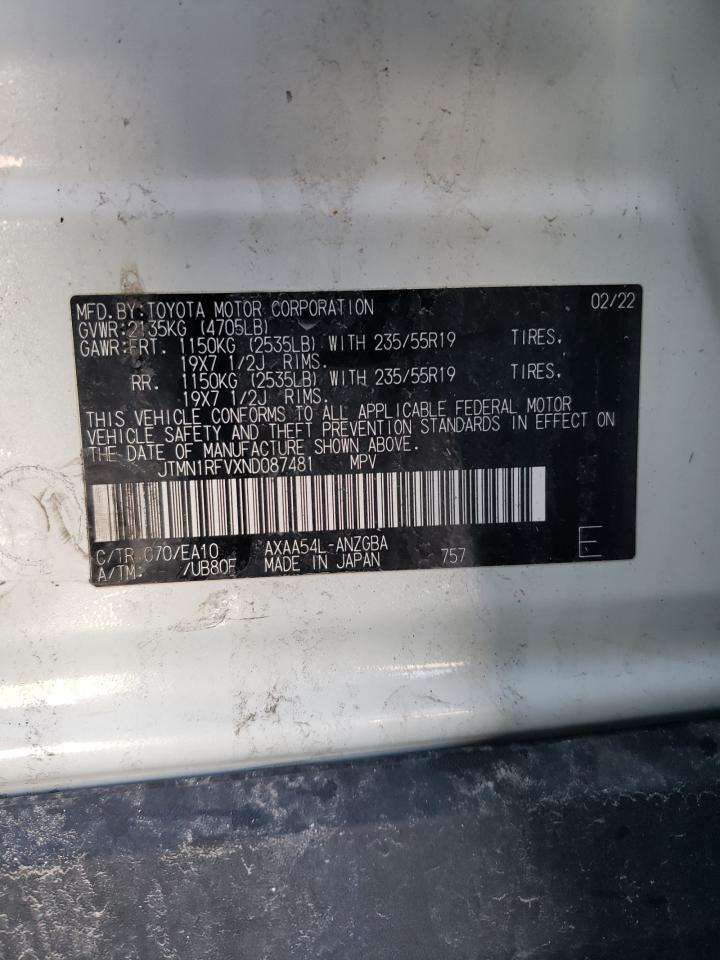 MFD.BY:TOYOTA MOTOR CORPORATION 02/22
GVWR:2135KG (4705LB)
GAWR:FRT. 1150KG (2535LB) WITH 235/55R19 TIRES.
19X7 1/2J RIMS.
RR. 1150KG (2535LB) WITH 235/55R19 TIRES.
19X7 1/2J RIMS.
THIS VEHICLE CONFORMS TO ALL APPLICABLE FEDERAL MOTOR
VEHICLE SAFETY AND THEFT PREVENTION STANDARDS IN EFFECT ON
THE DATE OF MANUFACTURE SHOWN ABOVE.
JTMN1RFVXND087481 MPV
C/TR.070/EA10 AXAA54L-ANZGBA 757 E
A/TM. /UB80F MADE IN JAPAN